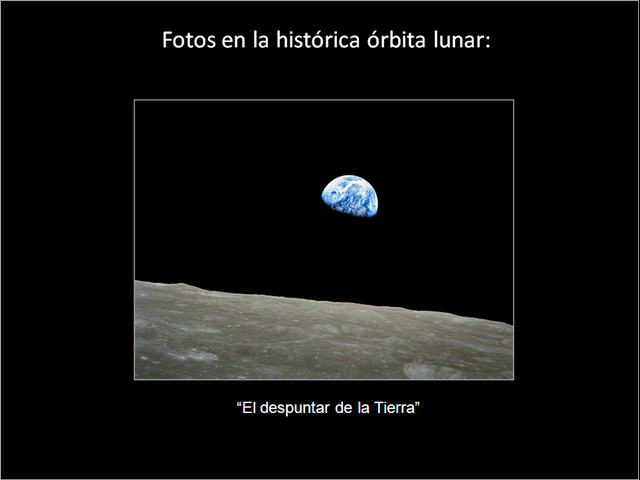 Fotos en la histórica órbita lunar:
“El despuntar de la Tierra”